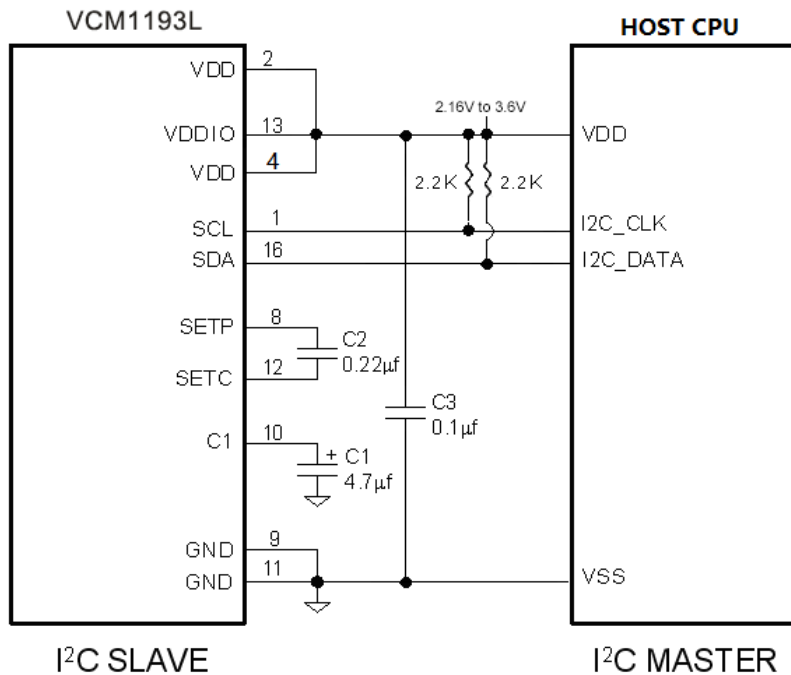 VCM1193L
HOST CPU
VDD 2
2.16V to 3.6V
VDDIO 13 VDD
VDD 4
2.2K 2.2K
SCL 1 I2C_CLK
SDA 16 I2C_DATA
SETP 8
C2
0.22µf
SETC 12
C3
0.1µf
C1 10
+ C1
4.7µf
GND 9
GND 11 VSS
I²C SLAVE I²C MASTER